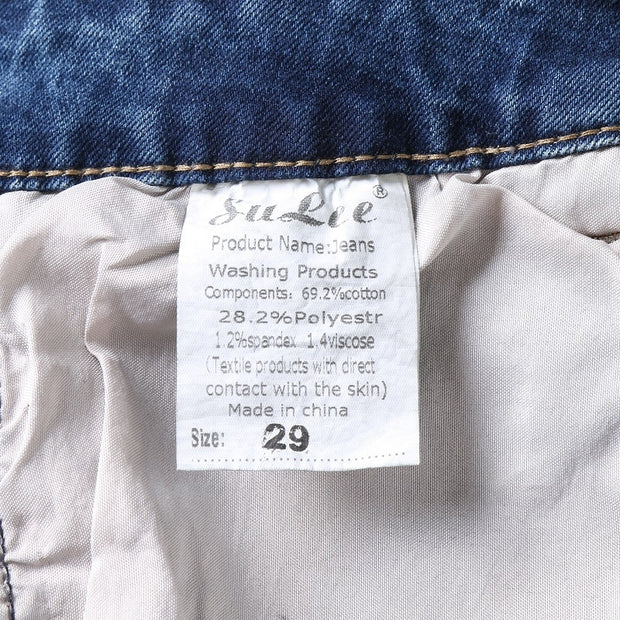 SuLee®
Product Name:Jeans
Washing Products
Components: 69.2%cotton
28.2%Polyestr
1.2%spandex 1.4viscose
(Textile products with direct
contact with the skin)
Made in china
Size: 29